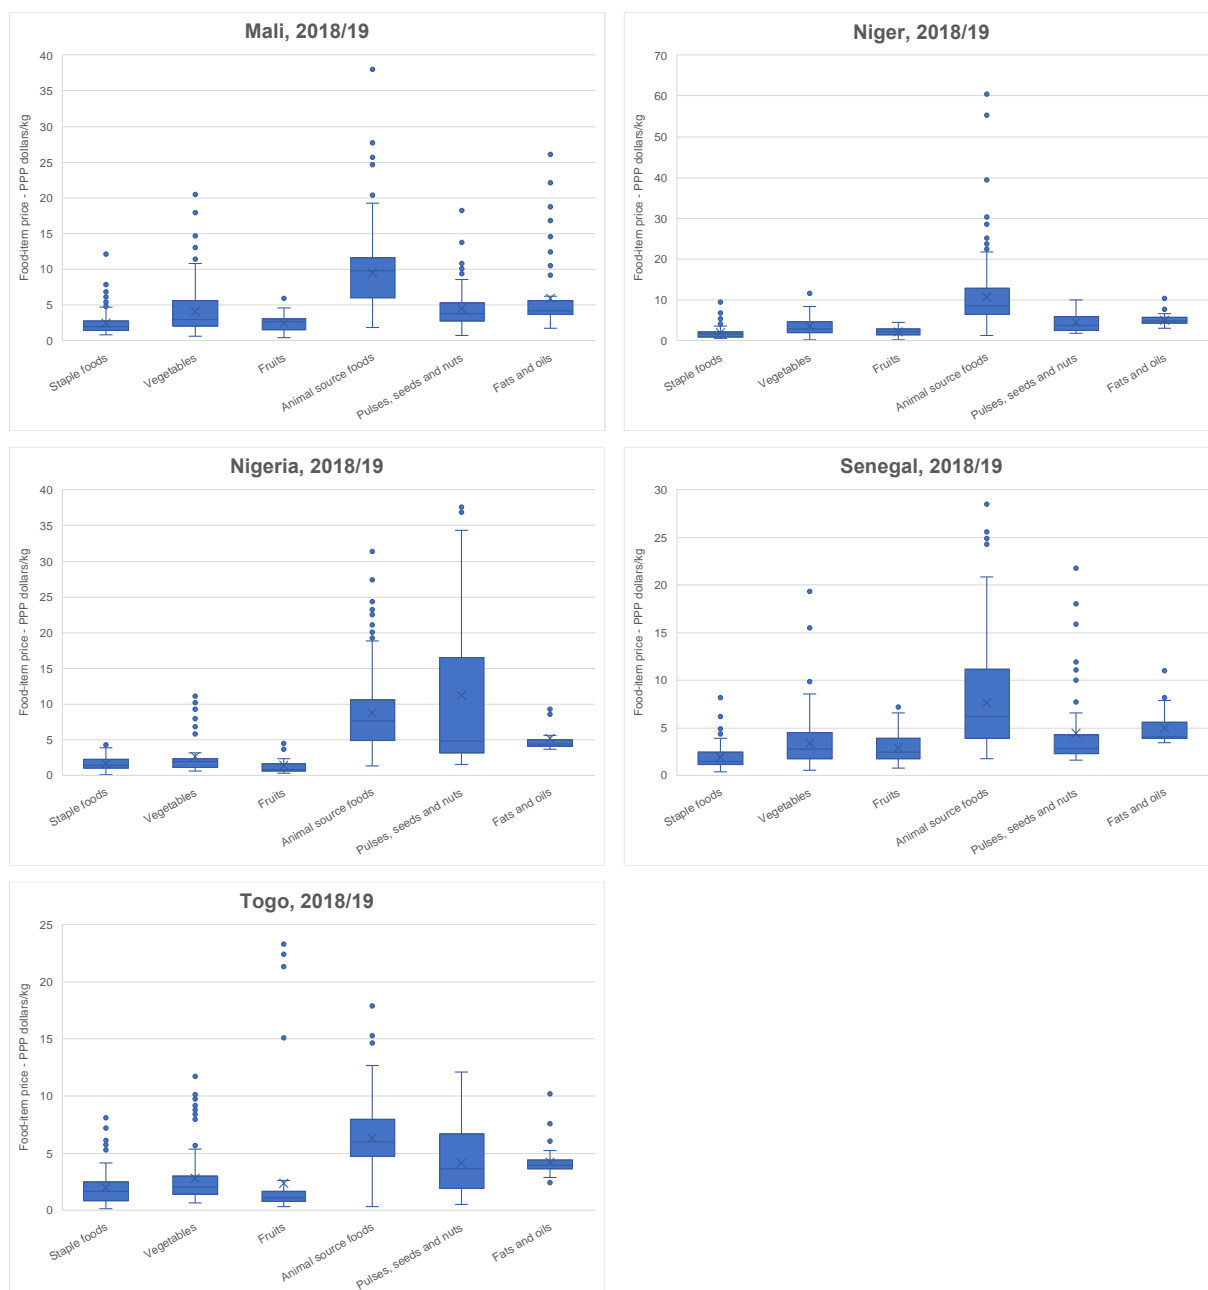 Mali, 2018/19
Food-item price - PPP dollars/kg
40
35
30
25
20
15
10
5
0
Staple foods
Vegetables
Fruits
Animal source foods
Pulses, seeds and nuts
Fats and oils
Niger, 2018/19
Food-item price - PPP dollars/kg
70
60
50
40
30
20
10
0
Staple foods
Vegetables
Fruits
Animal source foods
Pulses, seeds and nuts
Fats and oils
Nigeria, 2018/19
Food-item price - PPP dollars/kg
40
35
30
25
20
15
10
5
0
Staple foods
Vegetables
Fruits
Animal source foods
Pulses, seeds and nuts
Fats and oils
Senegal, 2018/19
Food-item price - PPP dollars/kg
30
25
20
15
10
5
0
Staple foods
Vegetables
Fruits
Animal source foods
Pulses, seeds and nuts
Fats and oils
Togo, 2018/19
Food-item price - PPP dollars/kg
25
20
15
10
5
0
Staple foods
Vegetables
Fruits
Animal source foods
Pulses, seeds and nuts
Fats and oils